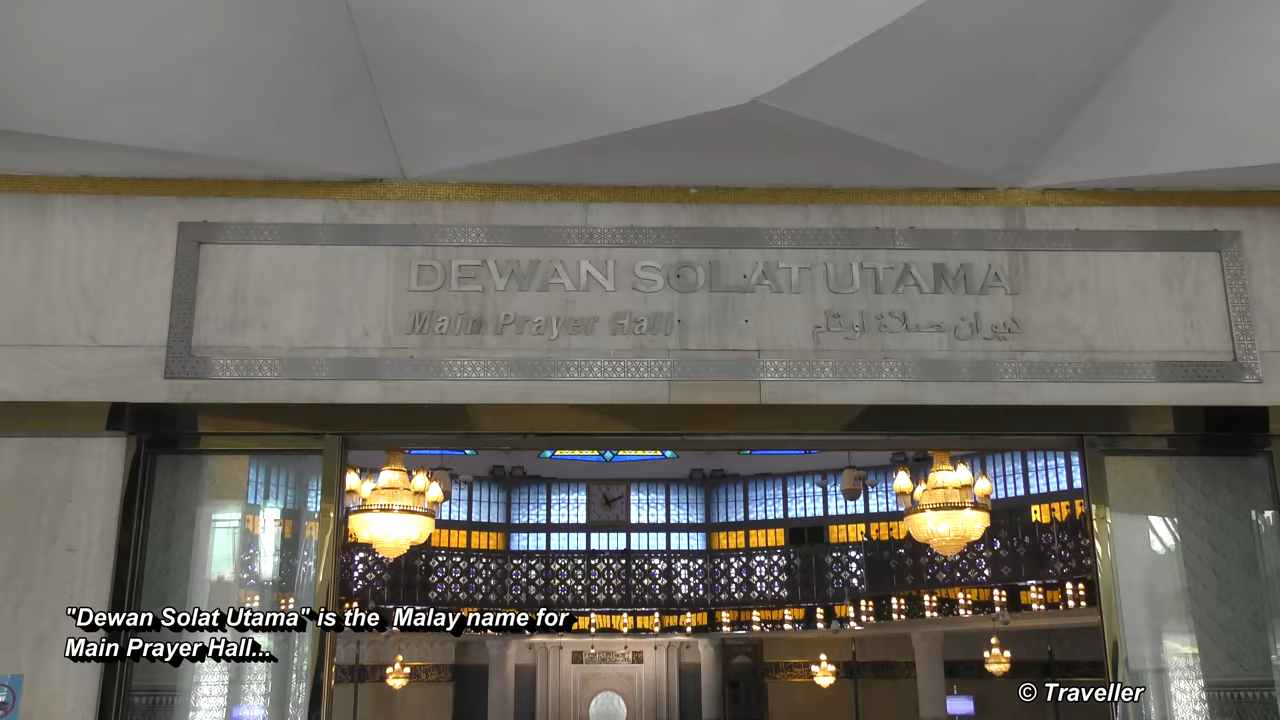 DEWAN SOLAT UTAMA
Main Prayer Hall
ديوان صلاة اوتام
"Dewan Solat Utama" is the Malay name for
Main Prayer Hall...
© Traveller